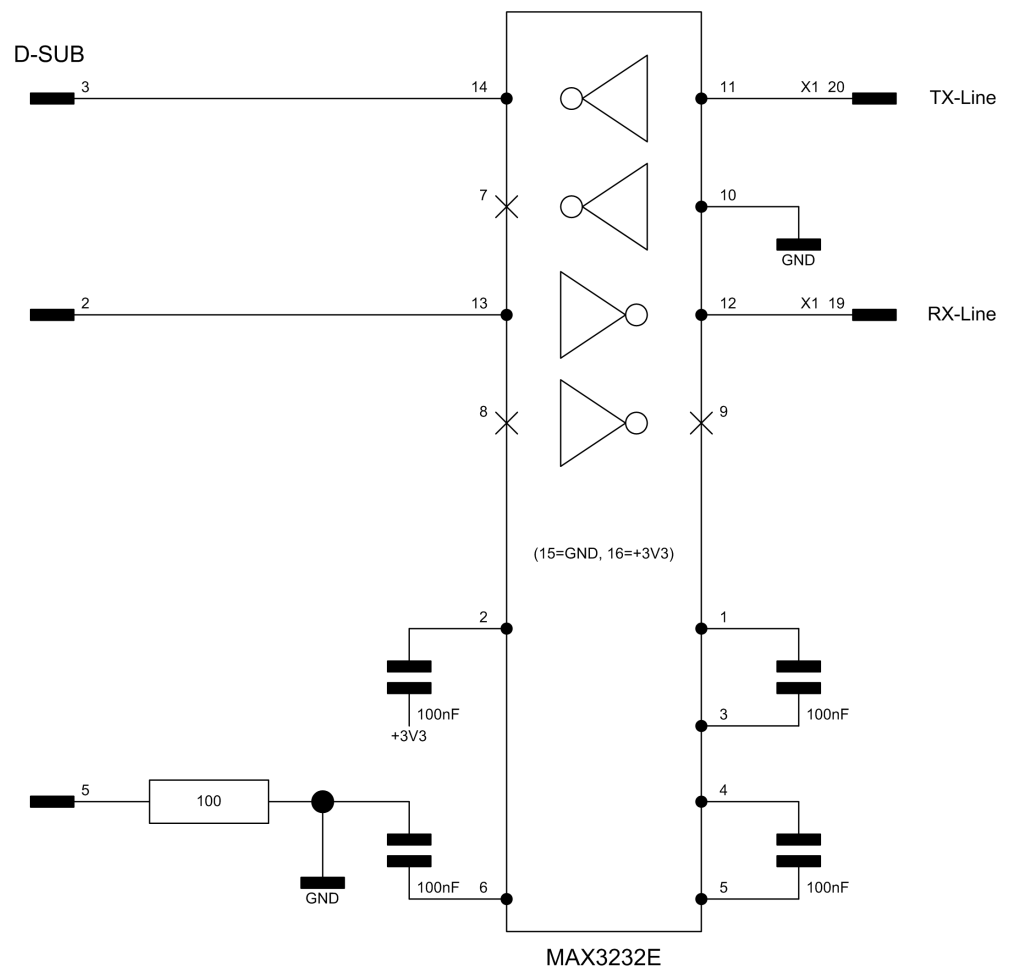 D-SUB
3
14
11
X1 20
TX-Line
7
10
GND
2
13
12
X1 19
RX-Line
8
9
(15=GND, 16=+3V3)
2
1
100nF
+3V3
3
100nF
5
100
4
GND
100nF
6
5
100nF
MAX3232E